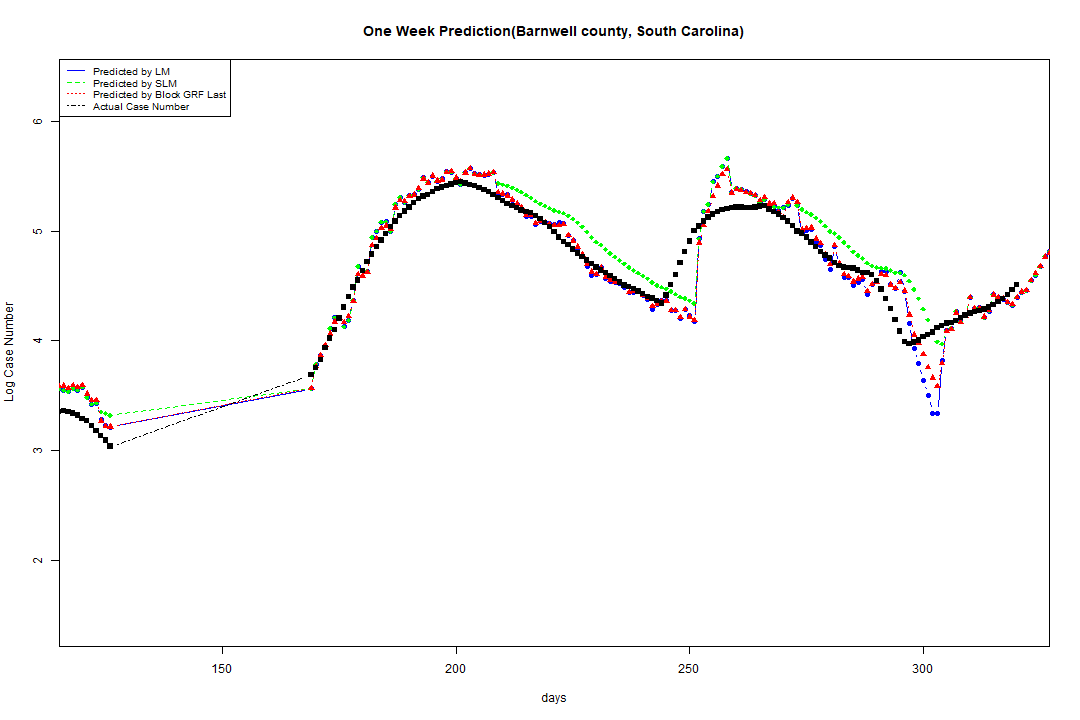 One Week Prediction(Barnwell county, South Carolina)
Predicted by LM
Predicted by SLM
Predicted by Block GRF Last
Actual Case Number
6
5
4
3
2
Log Case Number
150 200 250 300
days